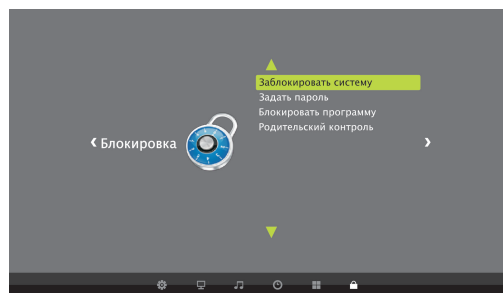 Заблокировать систему
Задать пароль
Блокировать программу
Родительский контроль
Блокировка